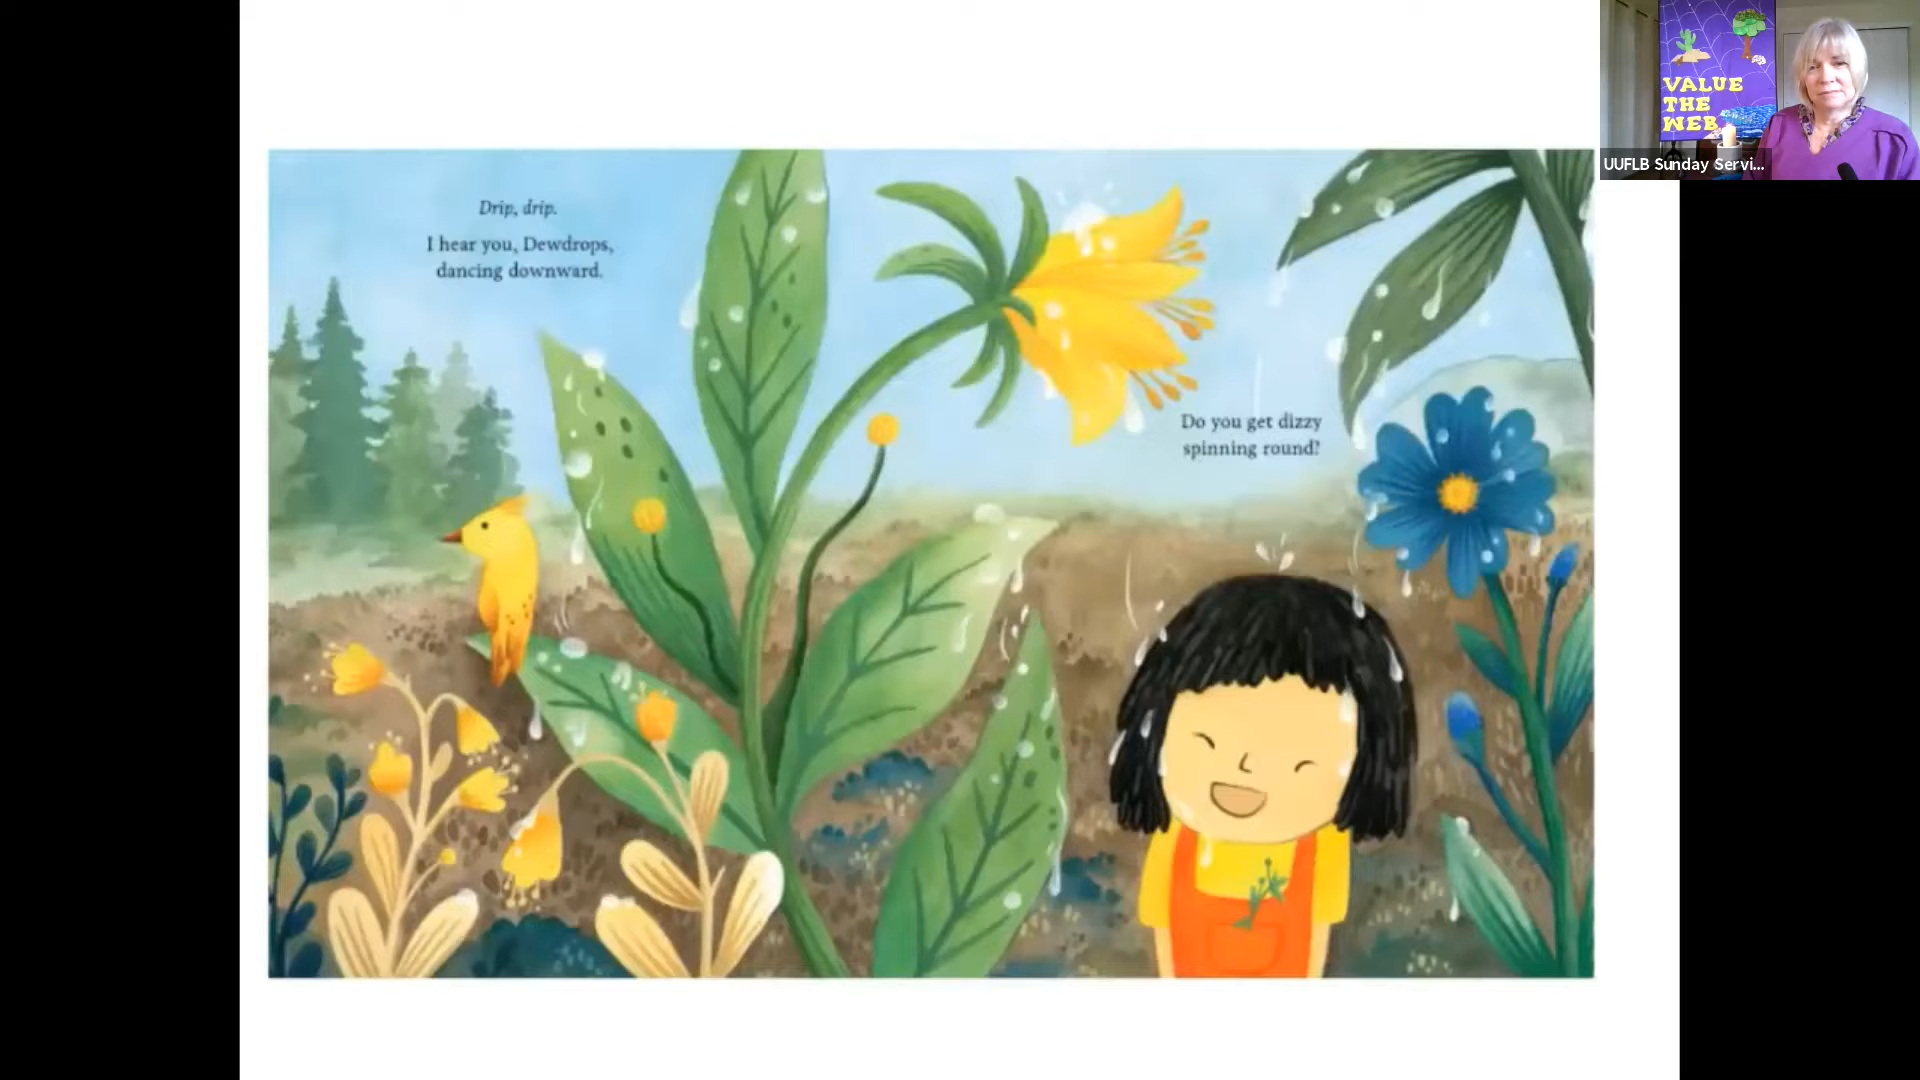 Drip, drip.
I hear you, Dewdrops,
dancing downward.
Do you get dizzy
spinning round?
VALUE
THE
WEB
UUFLB Sunday Servi...